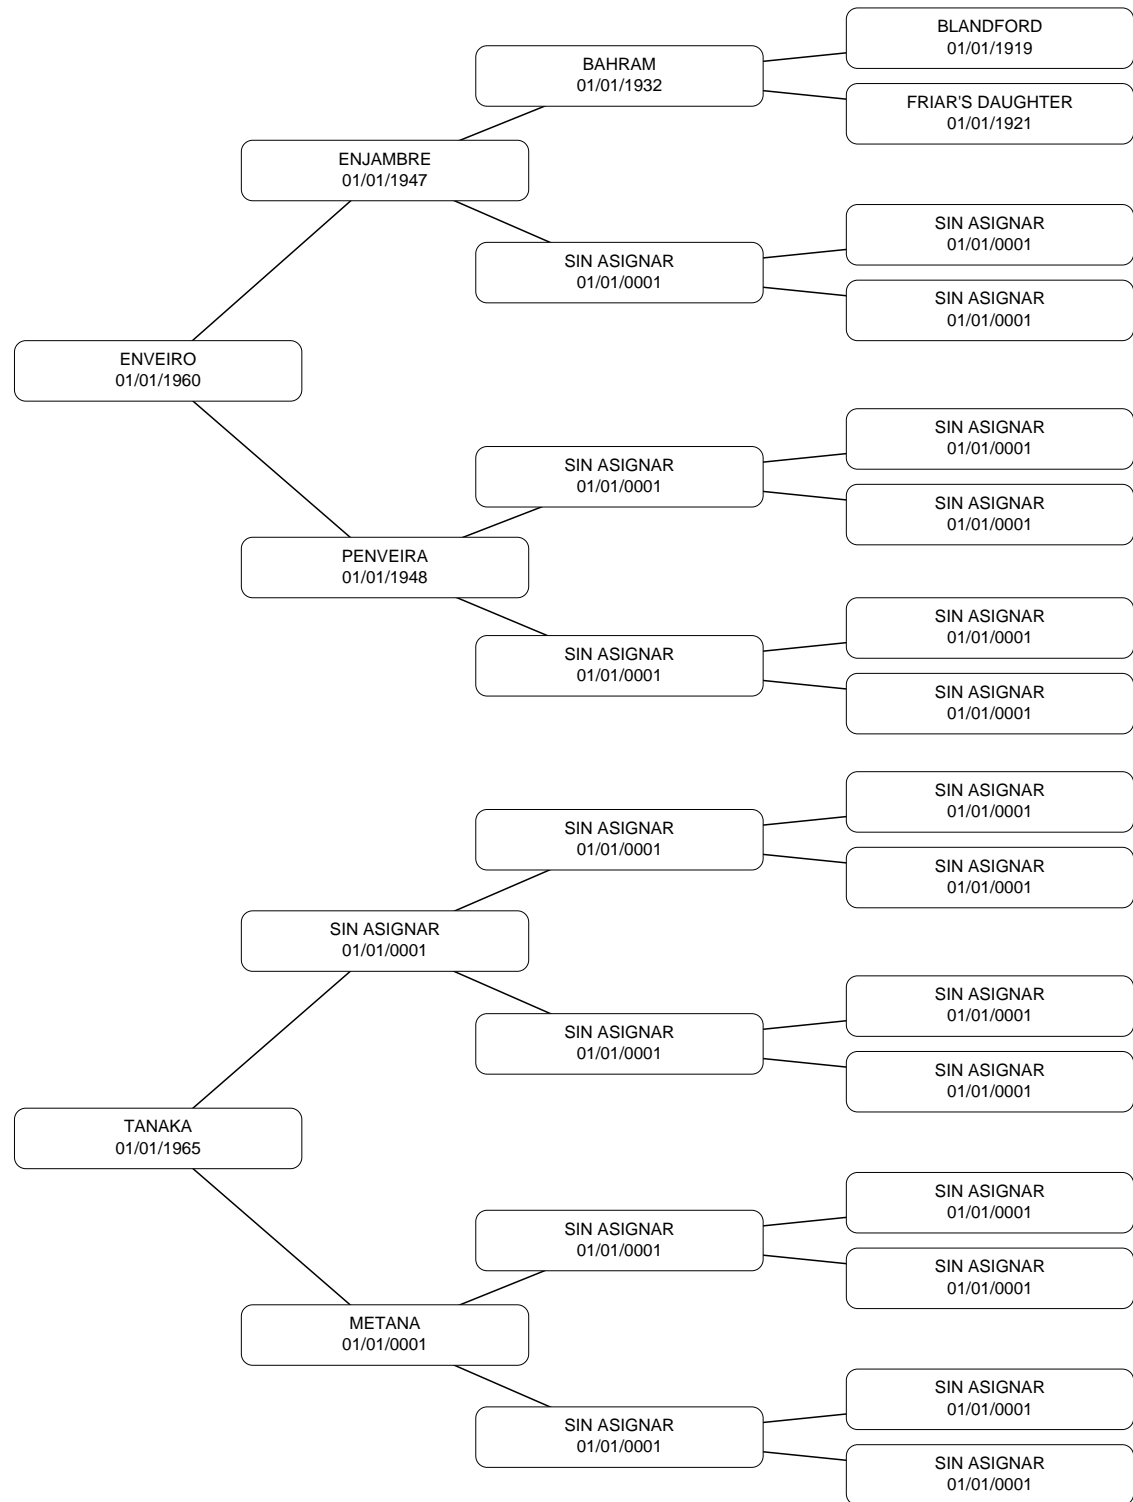 BLANDFORD
01/01/1919
BAHRAM
01/01/1932
FRIAR'S DAUGHTER
01/01/1921
ENJAMBRE
01/01/1947
SIN ASIGNAR
01/01/0001
SIN ASIGNAR
01/01/0001
SIN ASIGNAR
01/01/0001
ENVEIRO
01/01/1960
SIN ASIGNAR
01/01/0001
SIN ASIGNAR
01/01/0001
SIN ASIGNAR
01/01/0001
PENVEIRA
01/01/1948
SIN ASIGNAR
01/01/0001
SIN ASIGNAR
01/01/0001
SIN ASIGNAR
01/01/0001
SIN ASIGNAR
01/01/0001
SIN ASIGNAR
01/01/0001
SIN ASIGNAR
01/01/0001
SIN ASIGNAR
01/01/0001
SIN ASIGNAR
01/01/0001
SIN ASIGNAR
01/01/0001
SIN ASIGNAR
01/01/0001
TANAKA
01/01/1965
SIN ASIGNAR
01/01/0001
SIN ASIGNAR
01/01/0001
SIN ASIGNAR
01/01/0001
METANA
01/01/0001
SIN ASIGNAR
01/01/0001
SIN ASIGNAR
01/01/0001
SIN ASIGNAR
01/01/0001